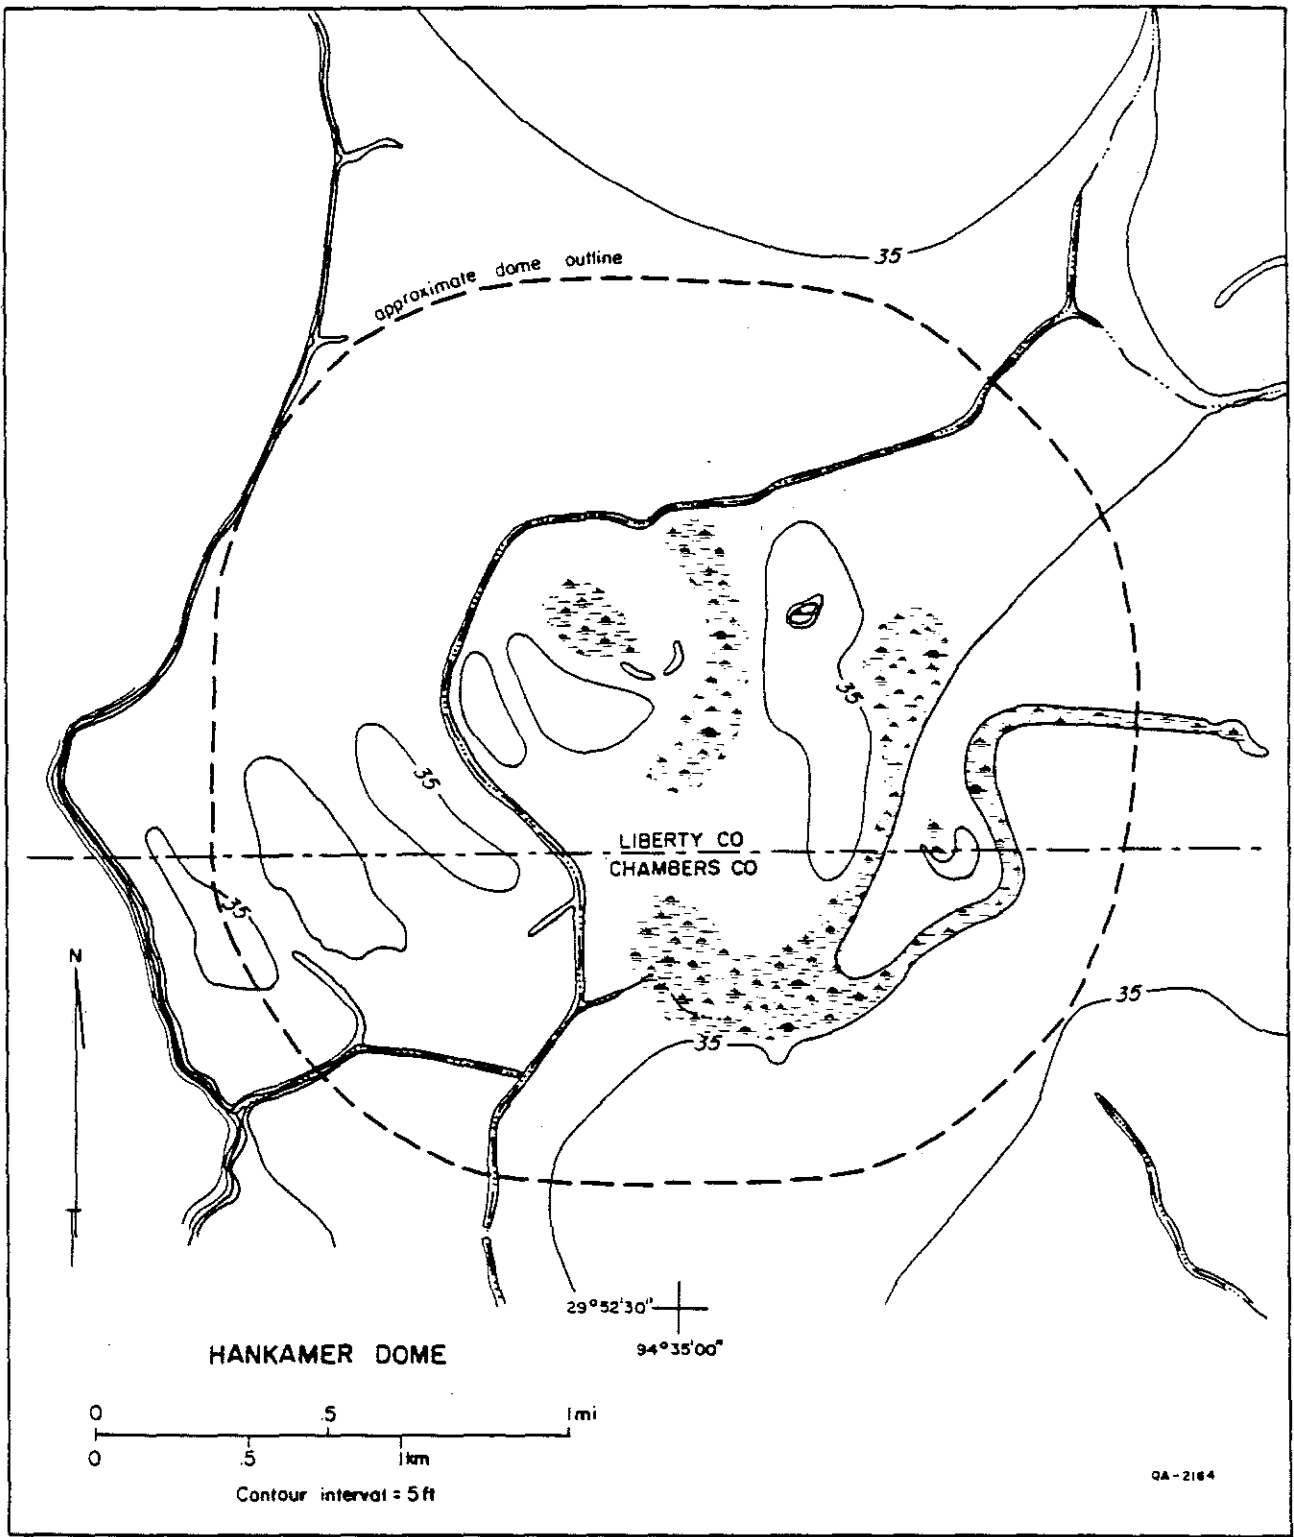 35
approximate dome outline
35
35
LIBERTY CO
CHAMBERS CO
35
N
35
35
29°52'30"
94°35'00"
HANKAMER DOME
0 .5 1 mi
0 .5 1 km
Contour interval = 5 ft
QA-2164